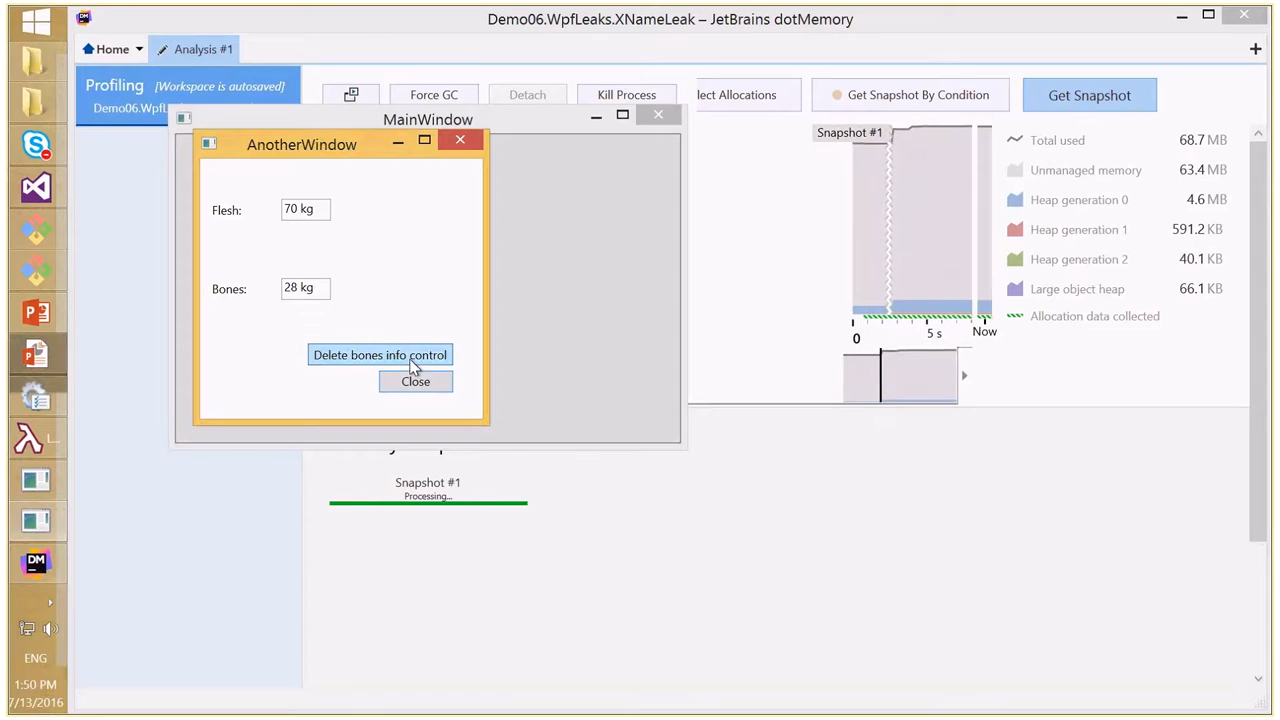 Demo06.WpfLeaks.XNameLeak – JetBrains dotMemory
Home
Analysis #1
Profiling [Workspace is autosaved]
Demo06.WpfL
Force GC
Detach
Kill Process
lect Allocations
Get Snapshot By Condition
Get Snapshot
MainWindow
AnotherWindow
Flesh: 70 kg
Bones: 28 kg
Delete bones info control
Close
Snapshot #1
Total used 68.7 MB
Unmanaged memory 63.4 MB
Heap generation 0 4.6 MB
Heap generation 1 591.2 KB
Heap generation 2 40.1 KB
Large object heap 66.1 KB
Allocation data collected
0
5 s
Now
Snapshot #1
Processing...
DM
L...
ENG
1:50 PM
7/13/2016